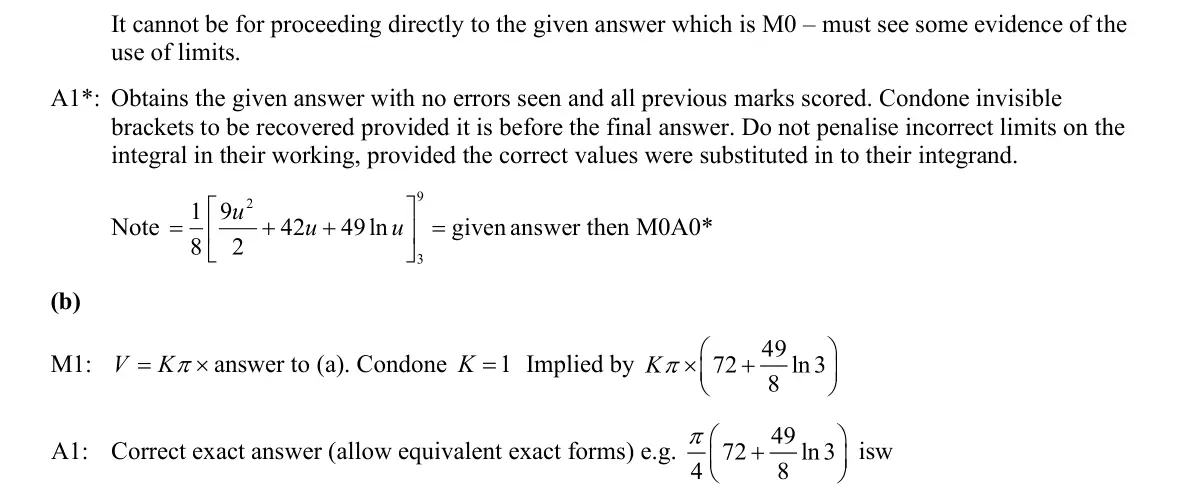 It cannot be for proceeding directly to the given answer which is M0 – must see some evidence of the
use of limits.
A1*: Obtains the given answer with no errors seen and all previous marks scored. Condone invisible
brackets to be recovered provided it is before the final answer. Do not penalise incorrect limits on the
integral in their working, provided the correct values were substituted in to their integrand.
Note = 1/8 [ 9u²/2 + 42u + 49 ln u ]₃⁹ = given answer then M0A0*
(b)
M1: V = Kπ × answer to (a). Condone K = 1 Implied by Kπ × ( 72 + 49/8 ln 3 )
A1: Correct exact answer (allow equivalent exact forms) e.g. π/4 ( 72 + 49/8 ln 3 ) isw